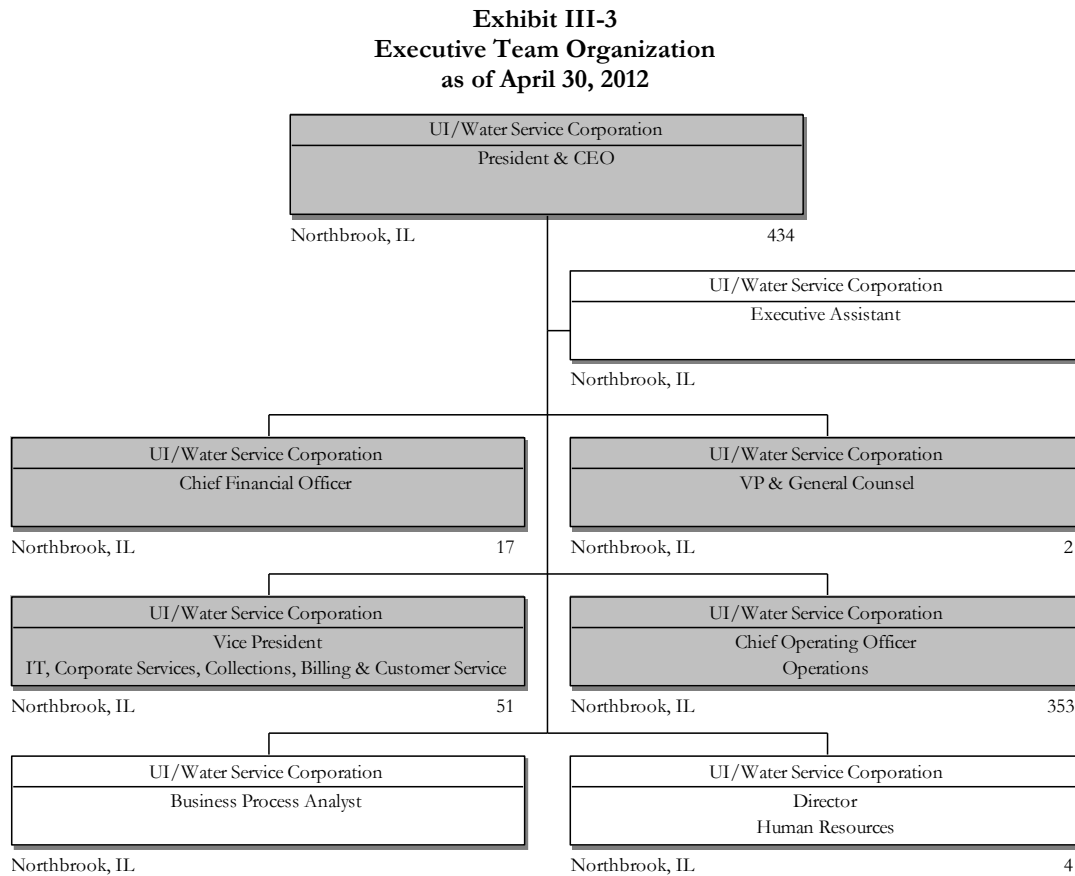 Exhibit III-3
Executive Team Organization
as of April 30, 2012
UI/Water Service Corporation
President & CEO
Northbrook, IL 434
UI/Water Service Corporation
Executive Assistant
Northbrook, IL
UI/Water Service Corporation
Chief Financial Officer
Northbrook, IL 17
UI/Water Service Corporation
VP & General Counsel
Northbrook, IL 2
UI/Water Service Corporation
Vice President
IT, Corporate Services, Collections, Billing & Customer Service
Northbrook, IL 51
UI/Water Service Corporation
Chief Operating Officer
Operations
Northbrook, IL 353
UI/Water Service Corporation
Business Process Analyst
Northbrook, IL
UI/Water Service Corporation
Director
Human Resources
Northbrook, IL 4